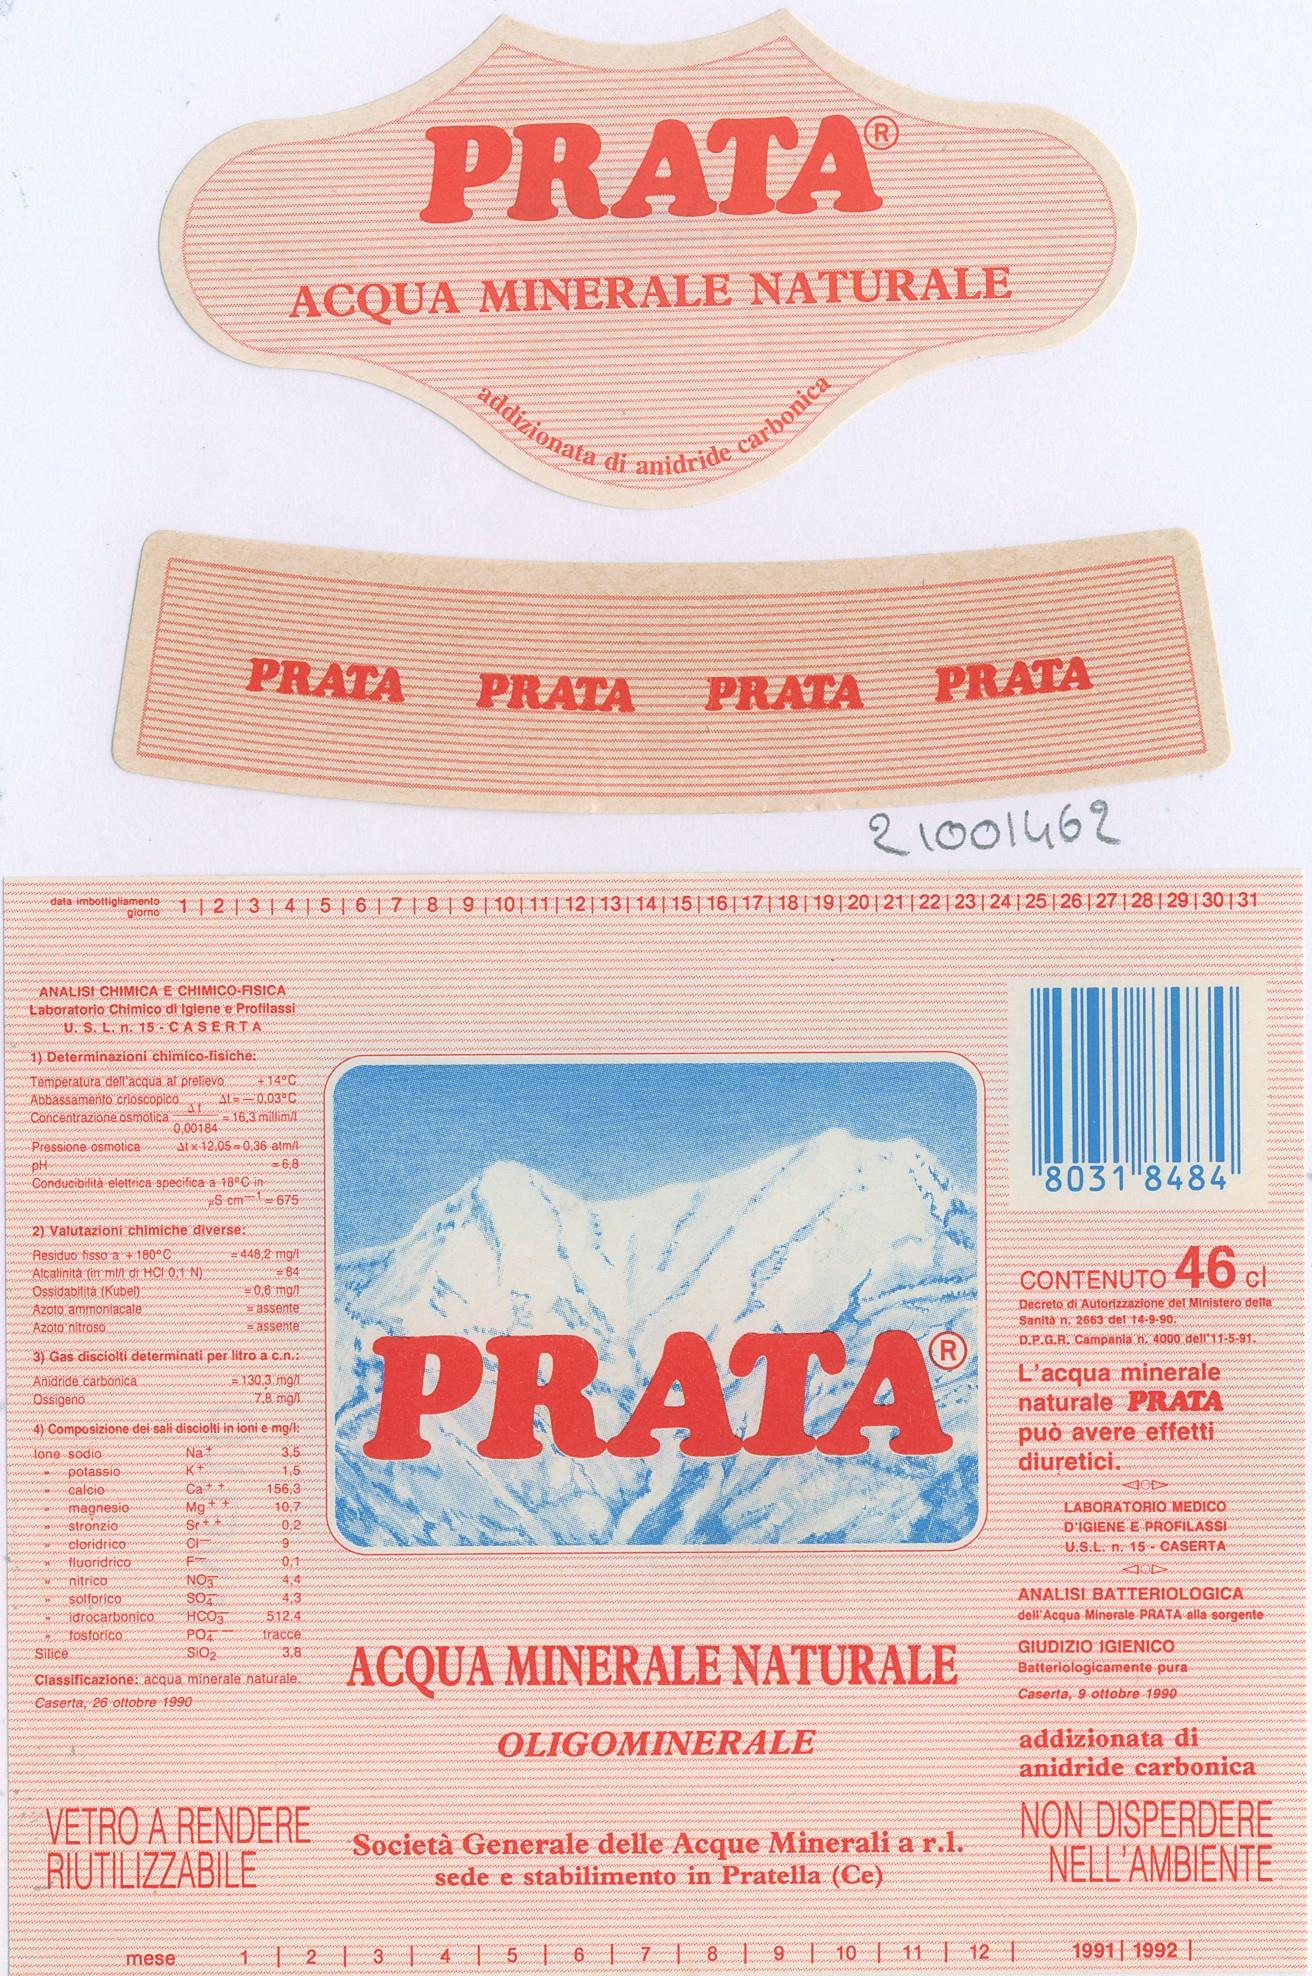 PRATA®
ACQUA MINERALE NATURALE
addizionata di anidride carbonica
PRATA PRATA PRATA PRATA
21001462
data imbottigliamento
giorno 1 | 2 | 3 | 4 | 5 | 6 | 7 | 8 | 9 | 10 | 11 | 12 | 13 | 14 | 15 | 16 | 17 | 18 | 19 | 20 | 21 | 22 | 23 | 24 | 25 | 26 | 27 | 28 | 29 | 30 | 31
ANALISI CHIMICA E CHIMICO-FISICA
Laboratorio Chimico di Igiene e Profilassi
U. S. L. n. 15 - CASERTA
1) Determinazioni chimico-fisiche:
Temperatura dell'acqua al prelievo +14°C
Abbassamento crioscopico Δt=—0,03°C
Concentrazione osmotica Δt/0,00184 = 16,3 millim/l
Pressione osmotica Δt x 12,05 = 0,36 atm/l
pH = 6,8
Conducibilità elettrica specifica a 18°C in
µS cm—1 = 675
2) Valutazioni chimiche diverse:
Residuo fisso a +180°C = 448,2 mg/l
Alcalinità (in ml/l di HCl 0,1 N) = 84
Ossidabilità (Kubel) = 0,6 mg/l
Azoto ammoniacale = assente
Azoto nitroso = assente
3) Gas disciolti determinati per litro a c.n.:
Anidride carbonica = 130,3 mg/l
Ossigeno 7,8 mg/l
4) Composizione dei sali disciolti in ioni e mg/l:
Ione sodio Na+ 3,5
" potassio K+ 1,5
" calcio Ca++ 156,3
" magnesio Mg++ 10,7
" stronzio Sr++ 0,2
" cloridrico Cl— 9
" fluoridrico F— 0,1
" nitrico NO3— 4,4
" solforico SO4— 4,3
" idrocarbonico HCO3— 512.4
" fosforico PO4—— tracce
Silice SiO2 3.8
Classificazione: acqua minerale naturale.
Caserta, 26 ottobre 1990
VETRO A RENDERE
RIUTILIZZABILE
PRATA®
ACQUA MINERALE NATURALE
OLIGOMINERALE
Società Generale delle Acque Minerali a r.l.
sede e stabilimento in Pratella (Ce)
80318484
CONTENUTO 46 cl
Decreto di Autorizzazione del Ministero della
Sanità n. 2663 del 14-9-90.
D.P.G.R. Campania n. 4000 dell'11-5-91.
L'acqua minerale
naturale PRATA
può avere effetti
diuretici.
LABORATORIO MEDICO
D'IGIENE E PROFILASSI
U.S.L. n. 15 - CASERTA
ANALISI BATTERIOLOGICA
dell'Acqua Minerale PRATA alla sorgente
GIUDIZIO IGIENICO
Batteriologicamente pura
Caserta, 9 ottobre 1990
addizionata di
anidride carbonica
NON DISPERDERE
NELL'AMBIENTE
mese 1 | 2 | 3 | 4 | 5 | 6 | 7 | 8 | 9 | 10 | 11 | 12 | 1991 | 1992 |